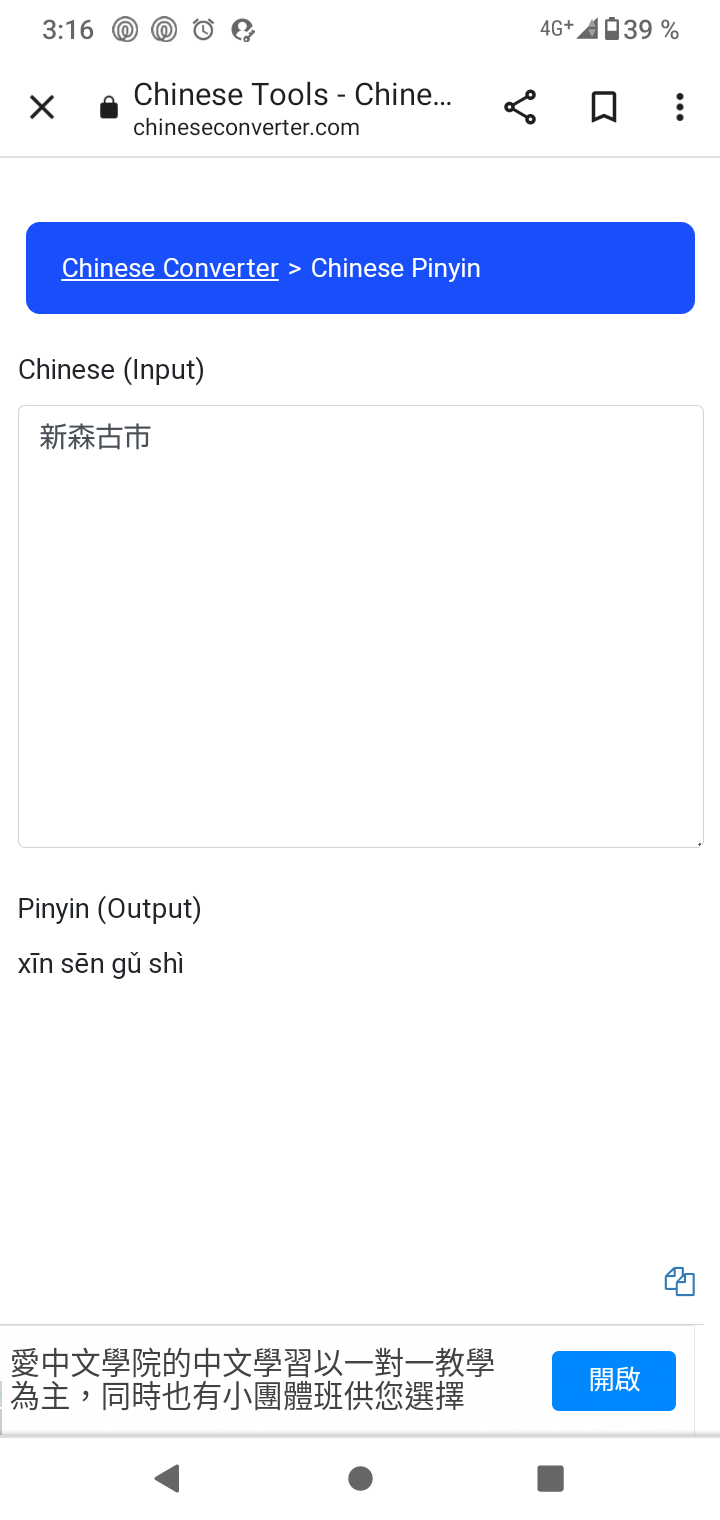 3:16 4G+ 39 %
Chinese Tools - Chine...
chineseconverter.com
Chinese Converter > Chinese Pinyin
Chinese (Input)
新森古市
Pinyin (Output)
xīn sēn gǔ shì
愛中文學院的中文學習以一對一教學
為主，同時也有小團體班供您選擇
開啟